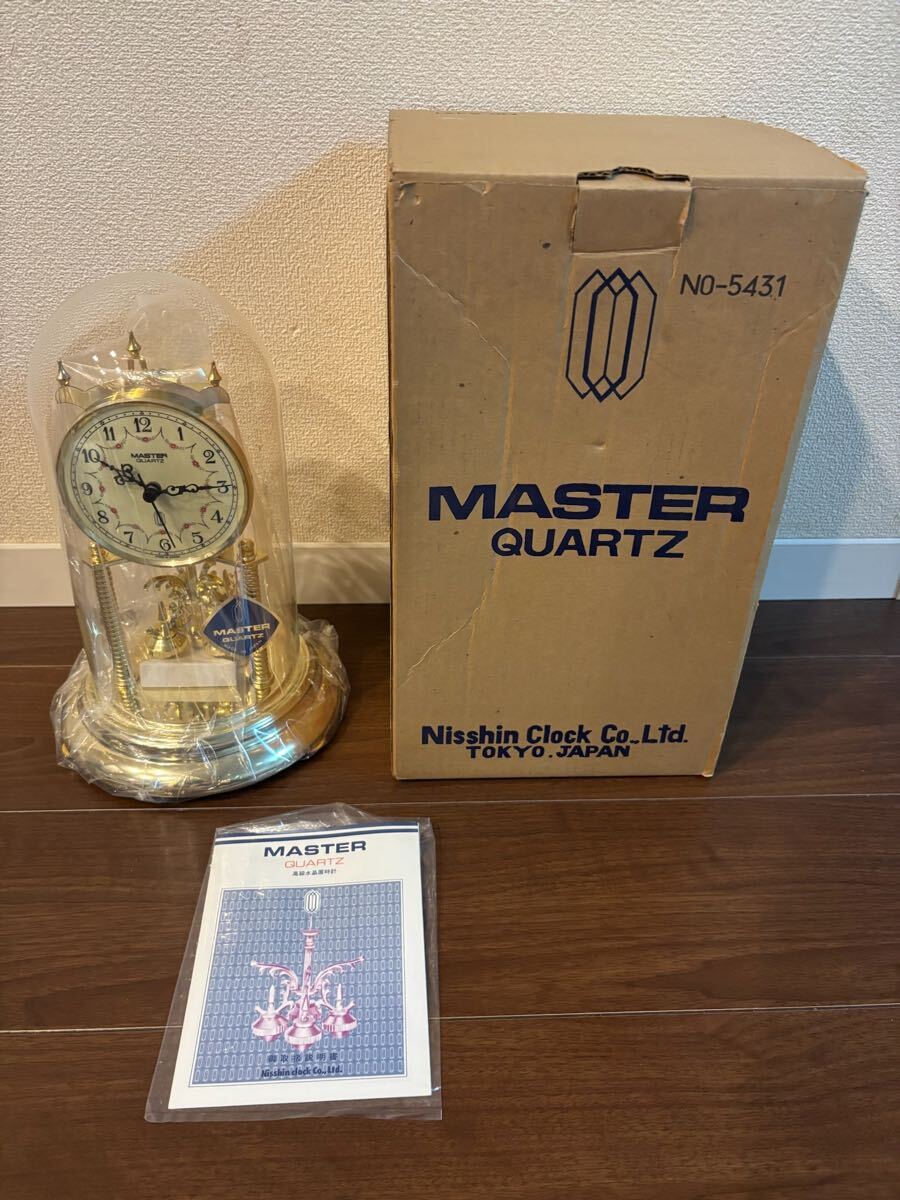 NO-5431
MASTER
QUARTZ
Nisshin Clock Co.,Ltd.
TOKYO.JAPAN
12
1
2
3
4
5
6
7
8
9
10
11
MASTER
QUARTZ
MASTER
QUARTZ
MASTER
QUARTZ
高級水晶置時計
御取扱説明書
Nisshin clock Co.,Ltd.